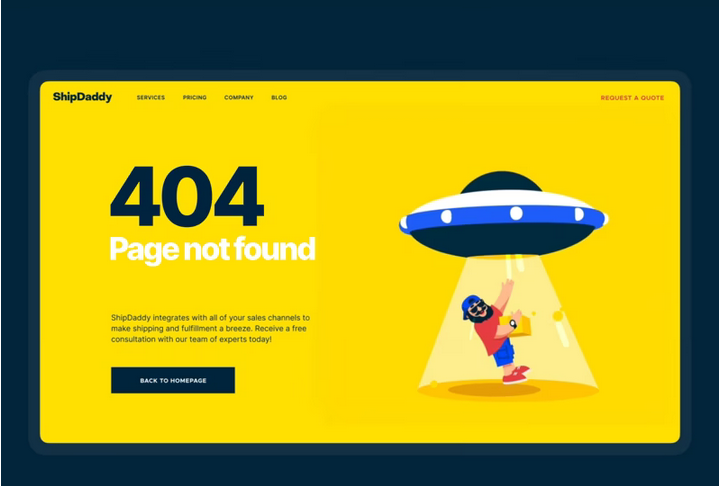 ShipDaddy
SERVICES
PRICING
COMPANY
BLOG
REQUEST A QUOTE
404
Page not found
ShipDaddy integrates with all of your sales channels to
make shipping and fulfillment a breeze. Receive a free
consultation with our team of experts today!
BACK TO HOMEPAGE